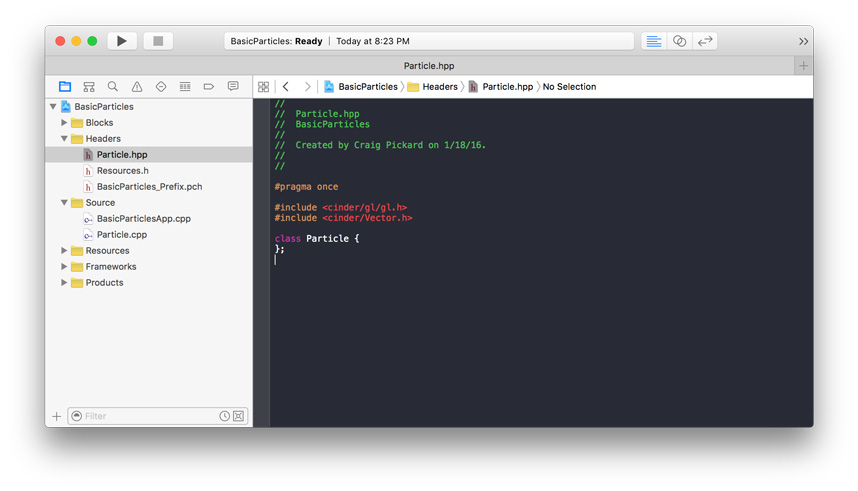 BasicParticles: Ready | Today at 8:23 PM
Particle.hpp
BasicParticles
Headers
Particle.hpp
No Selection
BasicParticles
Blocks
Headers
Particle.hpp
Resources.h
BasicParticles_Prefix.pch
Source
BasicParticlesApp.cpp
Particle.cpp
Resources
Frameworks
Products
Filter
//
//  Particle.hpp
//  BasicParticles
//
//  Created by Craig Pickard on 1/18/16.
//
//
#pragma once
#include <cinder/gl/gl.h>
#include <cinder/Vector.h>
class Particle {
};